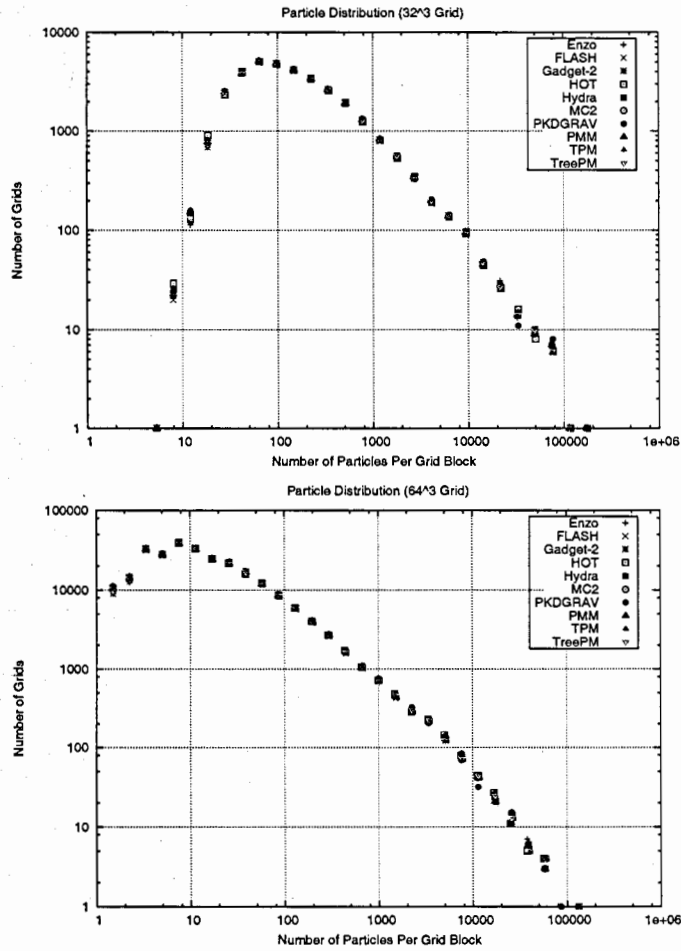 Particle Distribution (32^3 Grid)
10000
1000
100
10
1
Number of Grids
Enzo
FLASH
Gadget-2
HOT
Hydra
MC2
PKDGRAV
PMM
TPM
TreePM
1 10 100 1000 10000 100000 1e+06
Number of Particles Per Grid Block
Particle Distribution (64^3 Grid)
100000
10000
1000
100
10
1
Number of Grids
Enzo
FLASH
Gadget-2
HOT
Hydra
MC2
PKDGRAV
PMM
TPM
TreePM
1 10 100 1000 10000 100000 1e+06
Number of Particles Per Grid Block